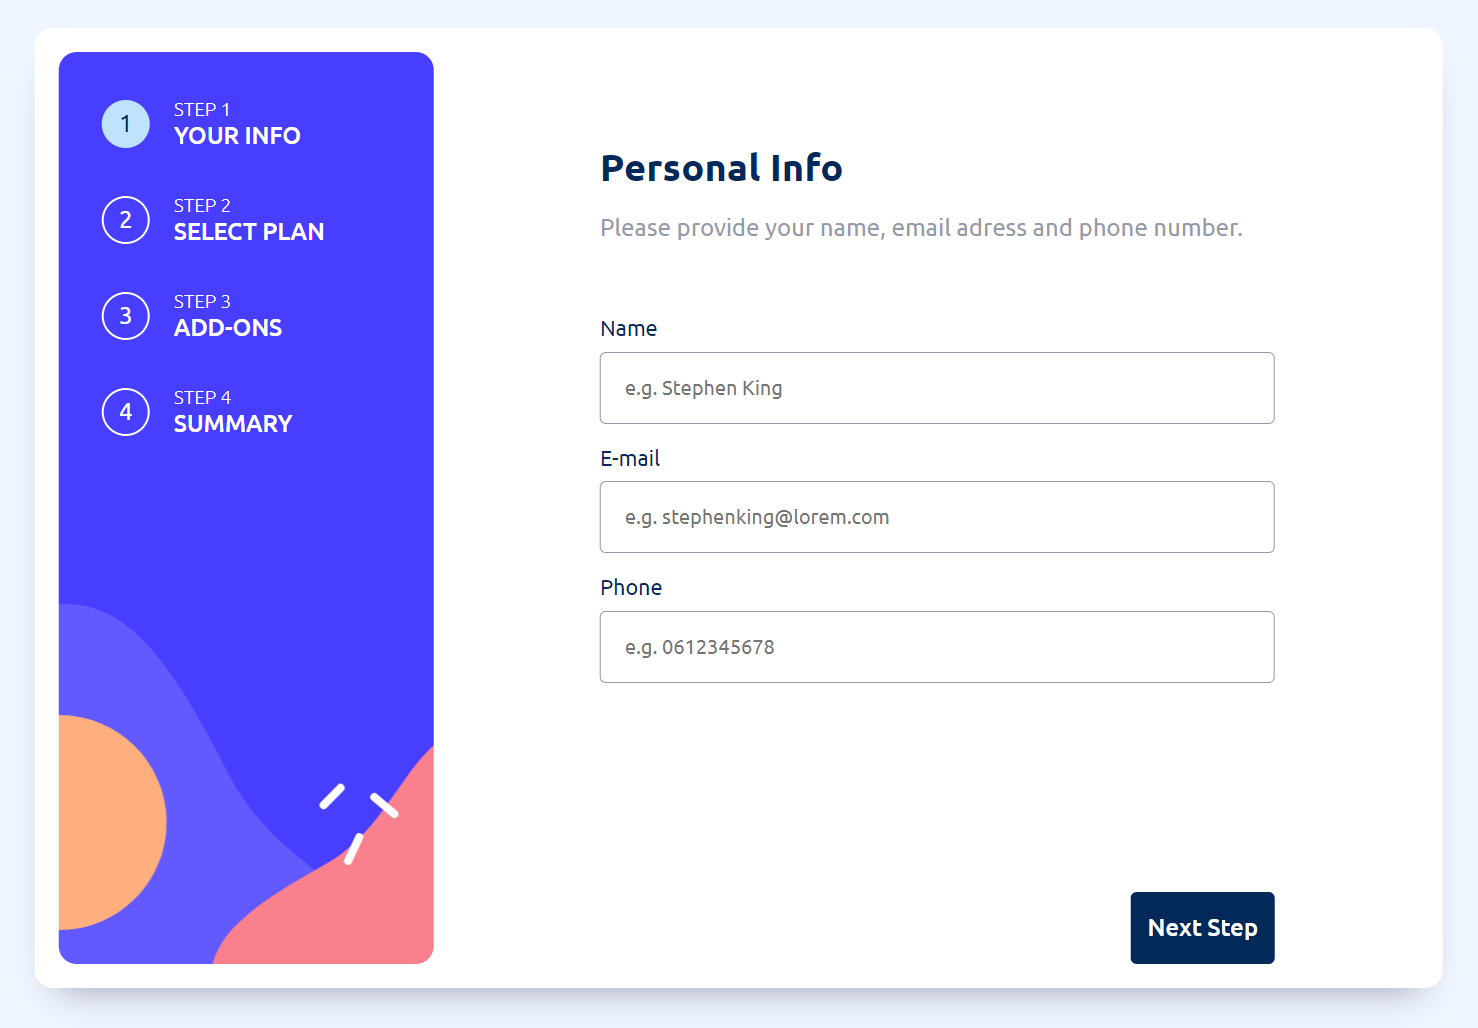 1
STEP 1
YOUR INFO
2
STEP 2
SELECT PLAN
3
STEP 3
ADD-ONS
4
STEP 4
SUMMARY
Personal Info
Please provide your name, email adress and phone number.
Name
e.g. Stephen King
E-mail
e.g. stephenking@lorem.com
Phone
e.g. 0612345678
Next Step